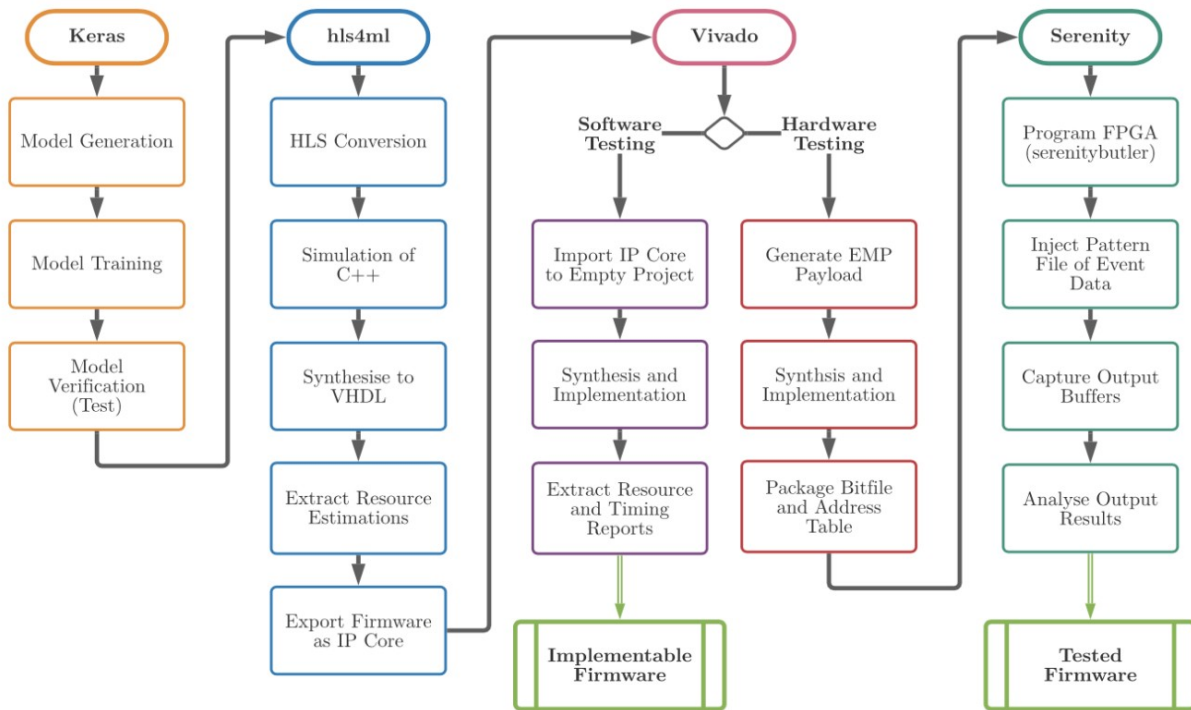 Keras
Model Generation
Model Training
Model
Verification
(Test)
hls4ml
HLS Conversion
Simulation of
C++
Synthesise to
VHDL
Extract Resource
Estimations
Export Firmware
as IP Core
Vivado
Software
Testing
Hardware
Testing
Import IP Core
to Empty Project
Synthesis and
Implementation
Extract Resource
and Timing
Reports
Implementable
Firmware
Generate EMP
Payload
Synthsis and
Implementation
Package Bitfile
and Address
Table
Serenity
Program FPGA
(serenitybutler)
Inject Pattern
File of Event
Data
Capture Output
Buffers
Analyse Output
Results
Tested
Firmware